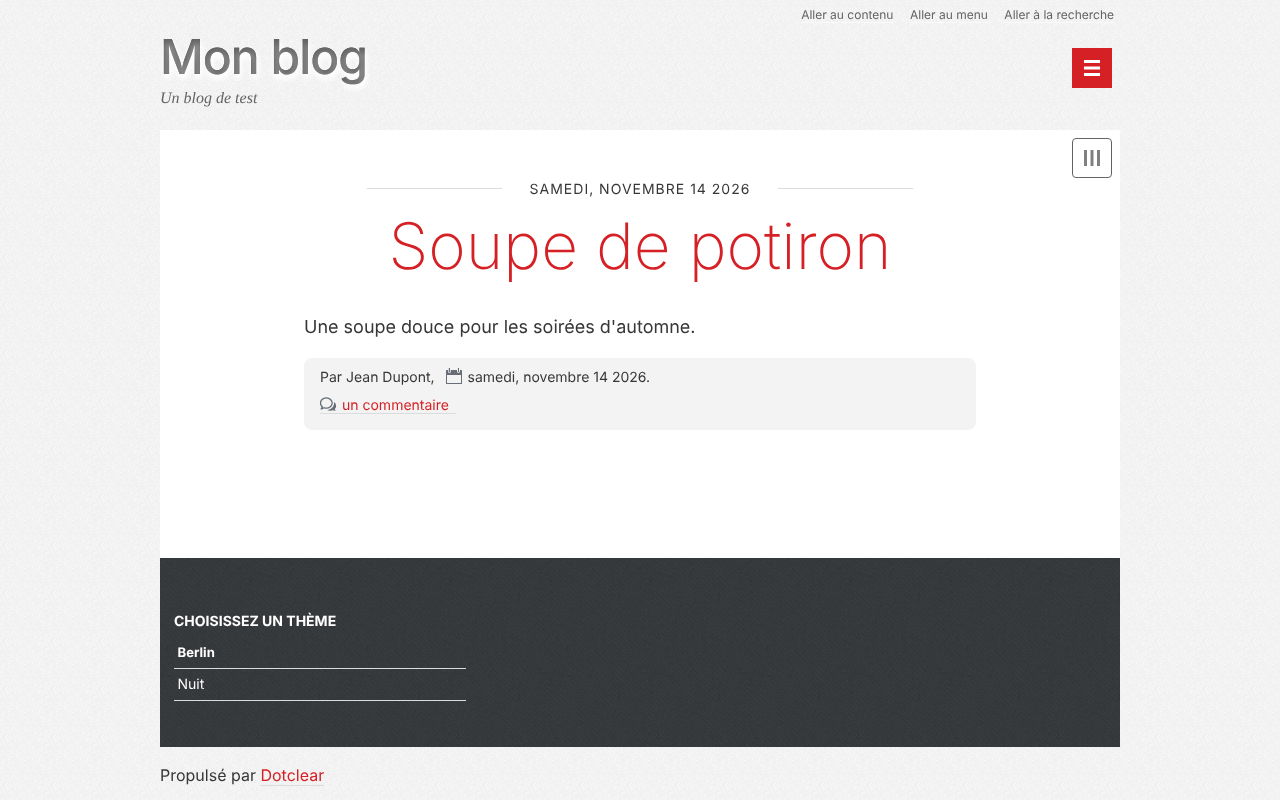 Aller au contenu Aller au menu Aller à la recherche
Mon blog
Un blog de test
SAMEDI, NOVEMBRE 14 2026
Soupe de potiron
Une soupe douce pour les soirées d'automne.
Par Jean Dupont, samedi, novembre 14 2026.
un commentaire
CHOISISSEZ UN THÈME
Berlin
Nuit
Propulsé par Dotclear